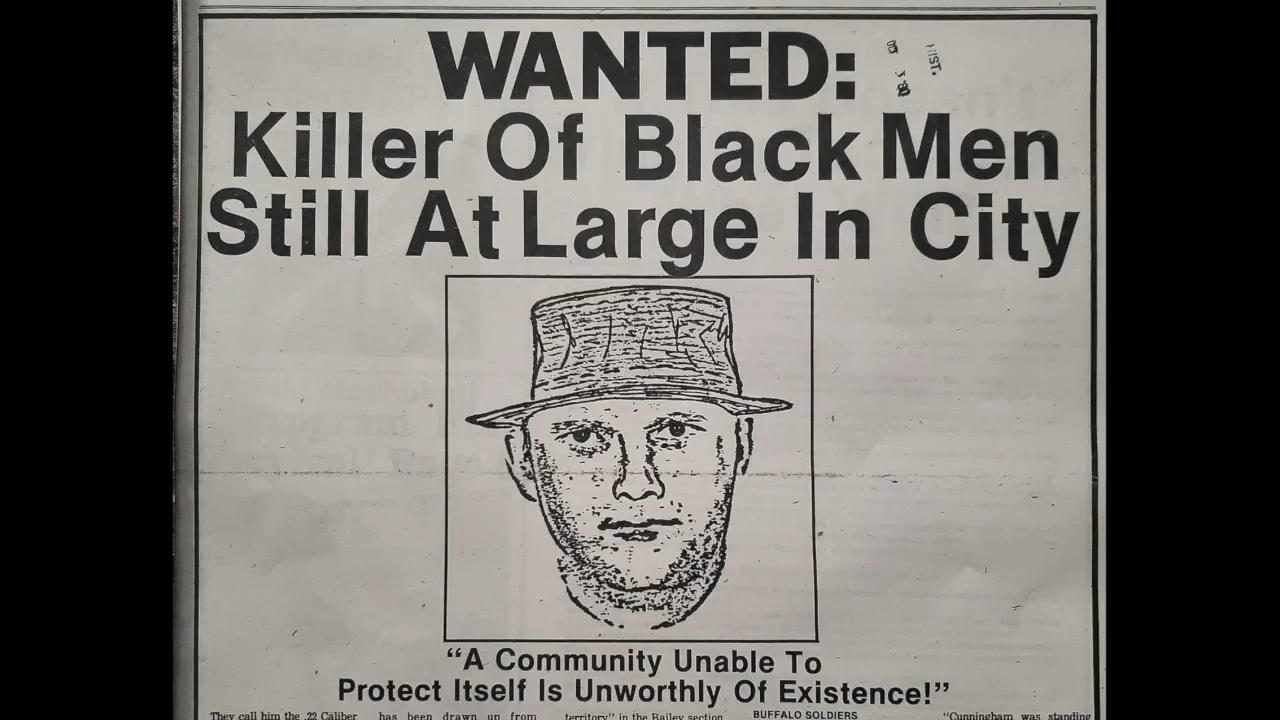 WANTED:
HIST.
Killer Of Black Men
Still At Large In City
“A Community Unable To
Protect Itself Is Unworthly Of Existence!”
They call him the .22 Caliber
has been drawn up from
territory” in the Bailey section
BUFFALO SOLDIERS
“Cunningham was standing